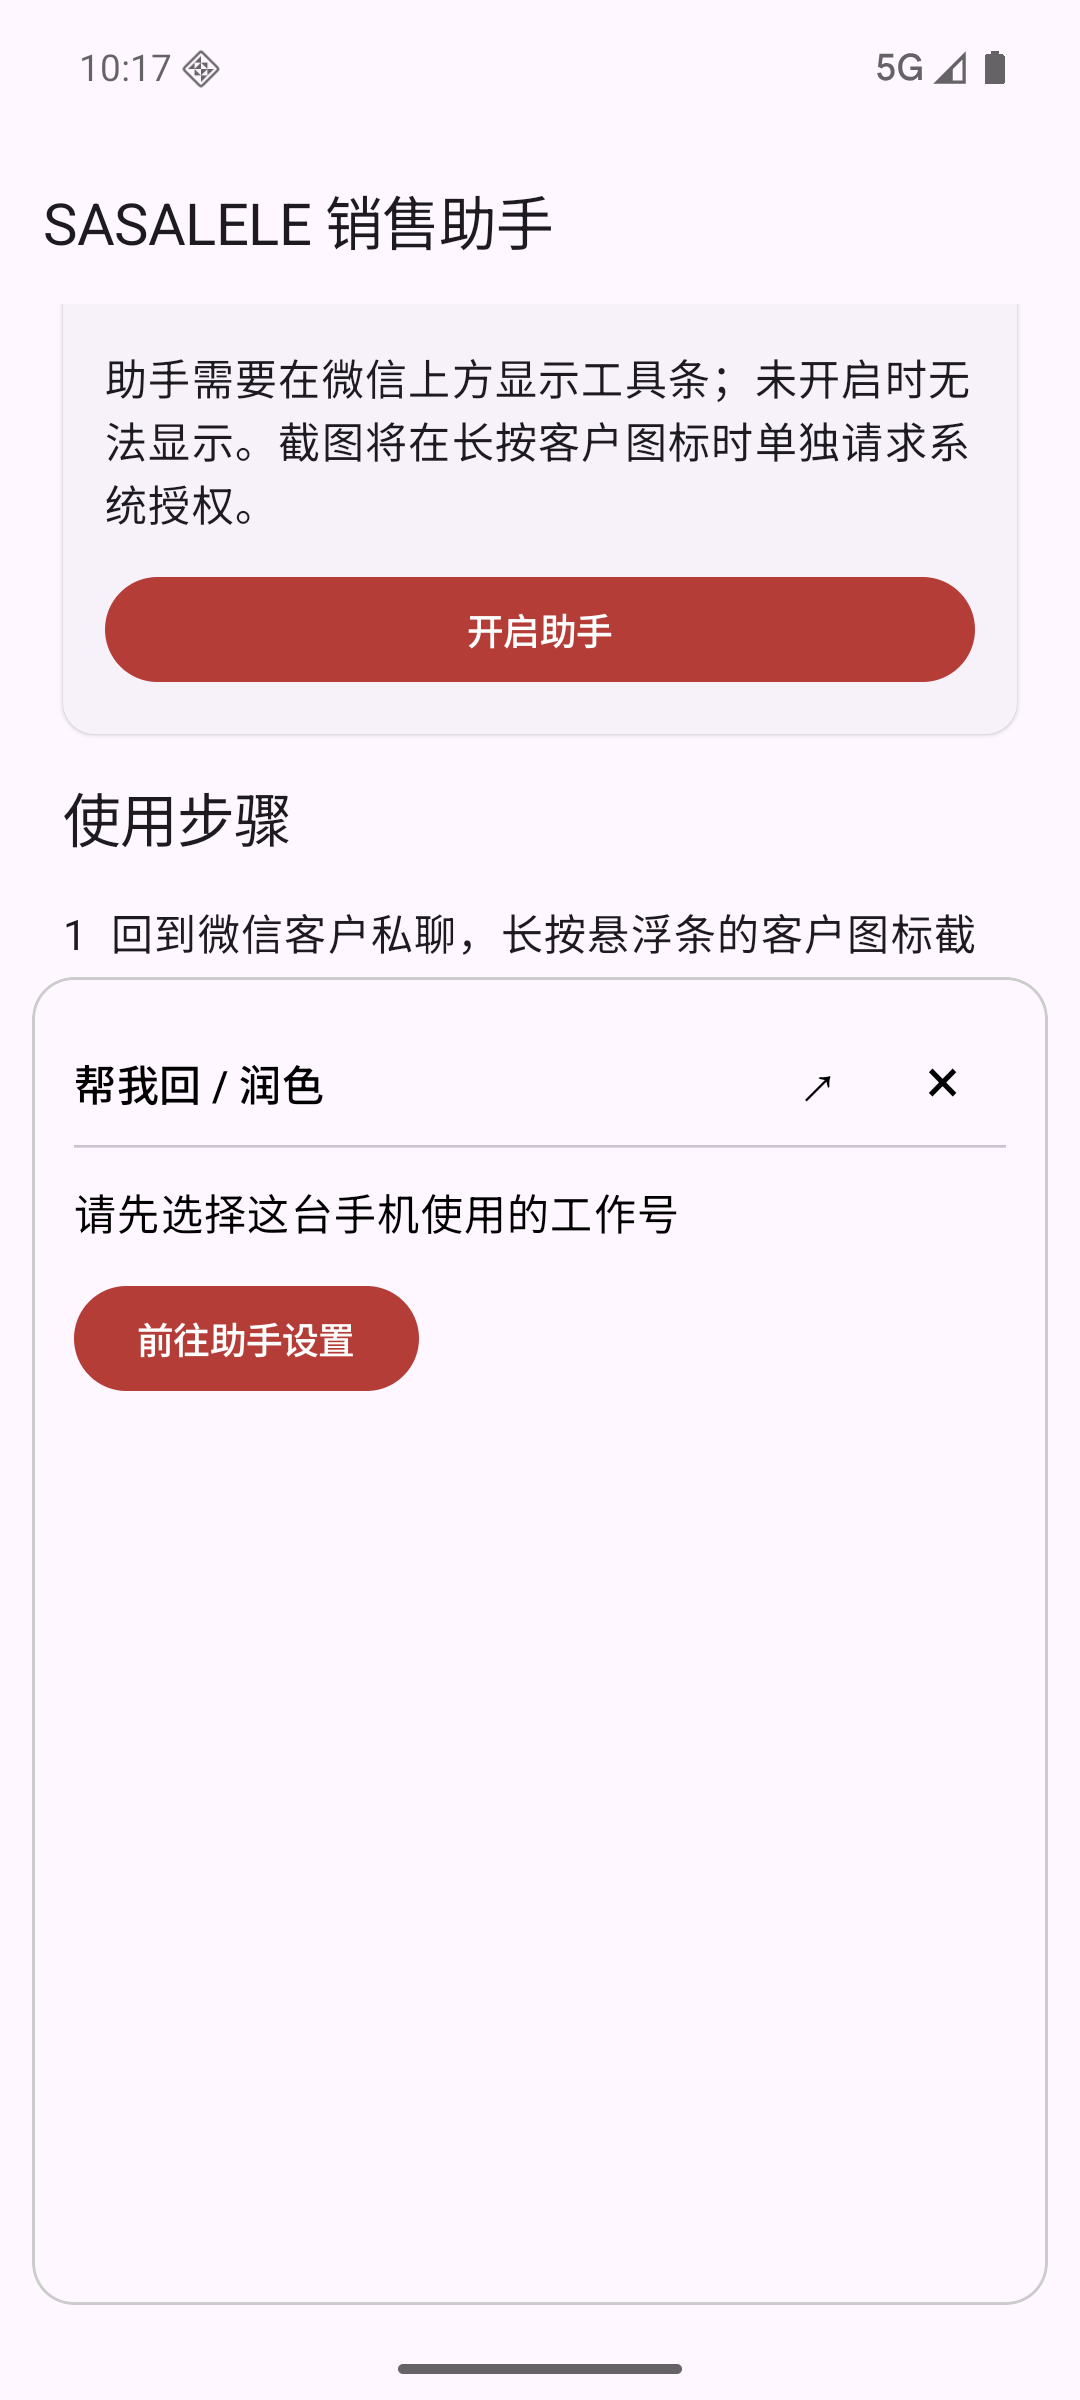 10:17
5G
SASALELE 销售助手
助手需要在微信上方显示工具条；未开启时无
法显示。截图将在长按客户图标时单独请求系
统授权。
开启助手
使用步骤
1 回到微信客户私聊，长按悬浮条的客户图标截
帮我回 / 润色
请先选择这台手机使用的工作号
前往助手设置